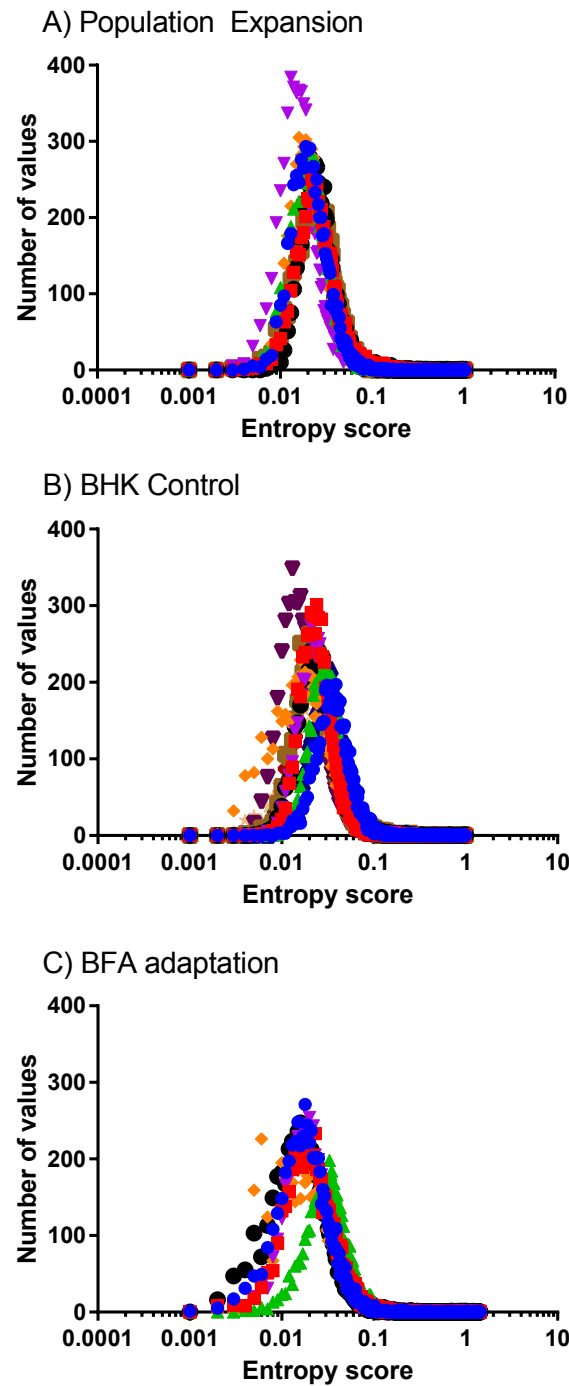 A) Population Expansion
400
300
200
100
0
Number of values
0.0001 0.001 0.01 0.1 1 10
Entropy score
B) BHK Control
400
300
200
100
0
Number of values
0.0001 0.001 0.01 0.1 1 10
Entropy score
C) BFA adaptation
400
300
200
100
0
Number of values
0.0001 0.001 0.01 0.1 1 10
Entropy score